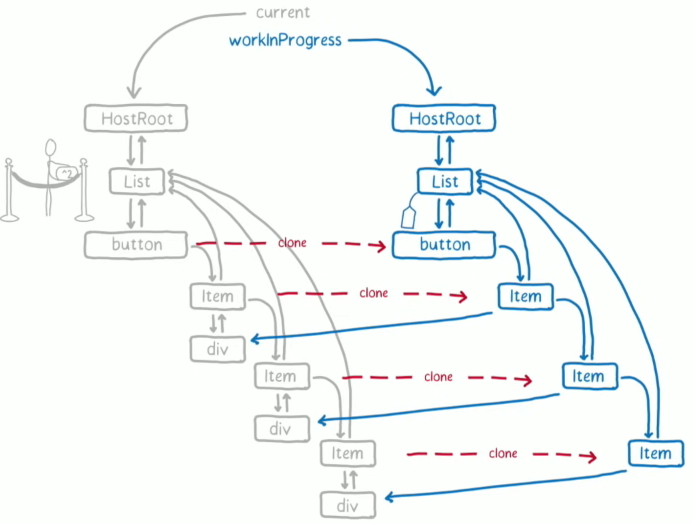 current
workInProgress
HostRoot
HostRoot
^2
List
List
button
clone
button
Item
clone
Item
div
Item
clone
Item
div
Item
clone
Item
div